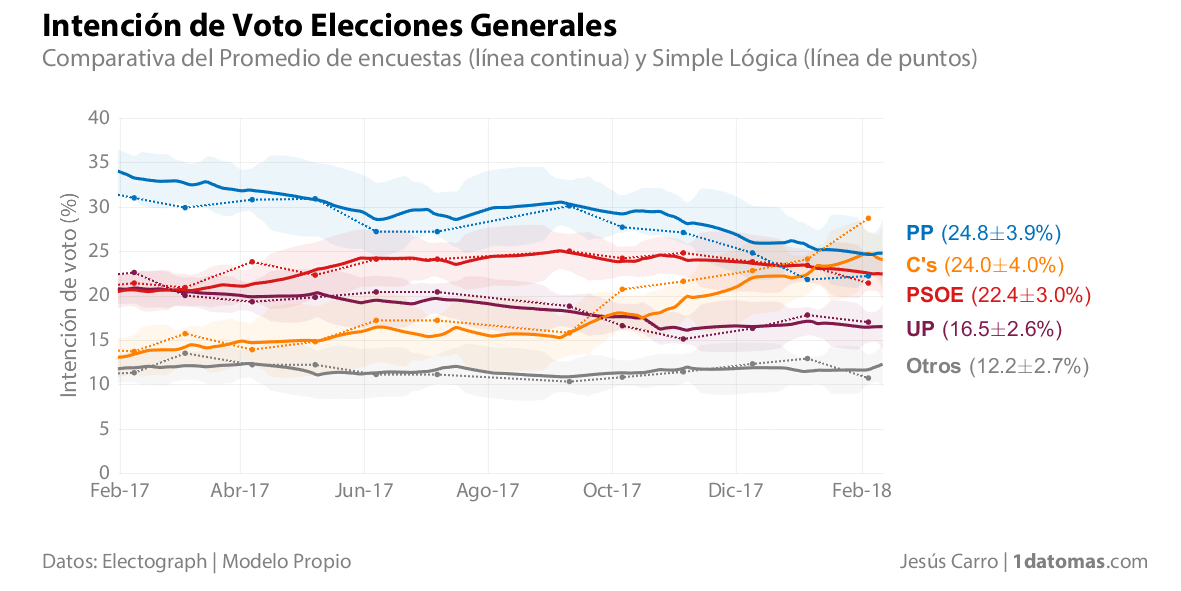 Intención de Voto Elecciones Generales
Comparativa del Promedio de encuestas (línea continua) y Simple Lógica (línea de puntos)
Intención de voto (%)
40
35
30
25
20
15
10
5
0
Feb-17 Abr-17 Jun-17 Ago-17 Oct-17 Dic-17 Feb-18
PP (24.8±3.9%)
C's (24.0±4.0%)
PSOE (22.4±3.0%)
UP (16.5±2.6%)
Otros (12.2±2.7%)
Datos: Electograph | Modelo Propio
Jesús Carro | 1datomas.com